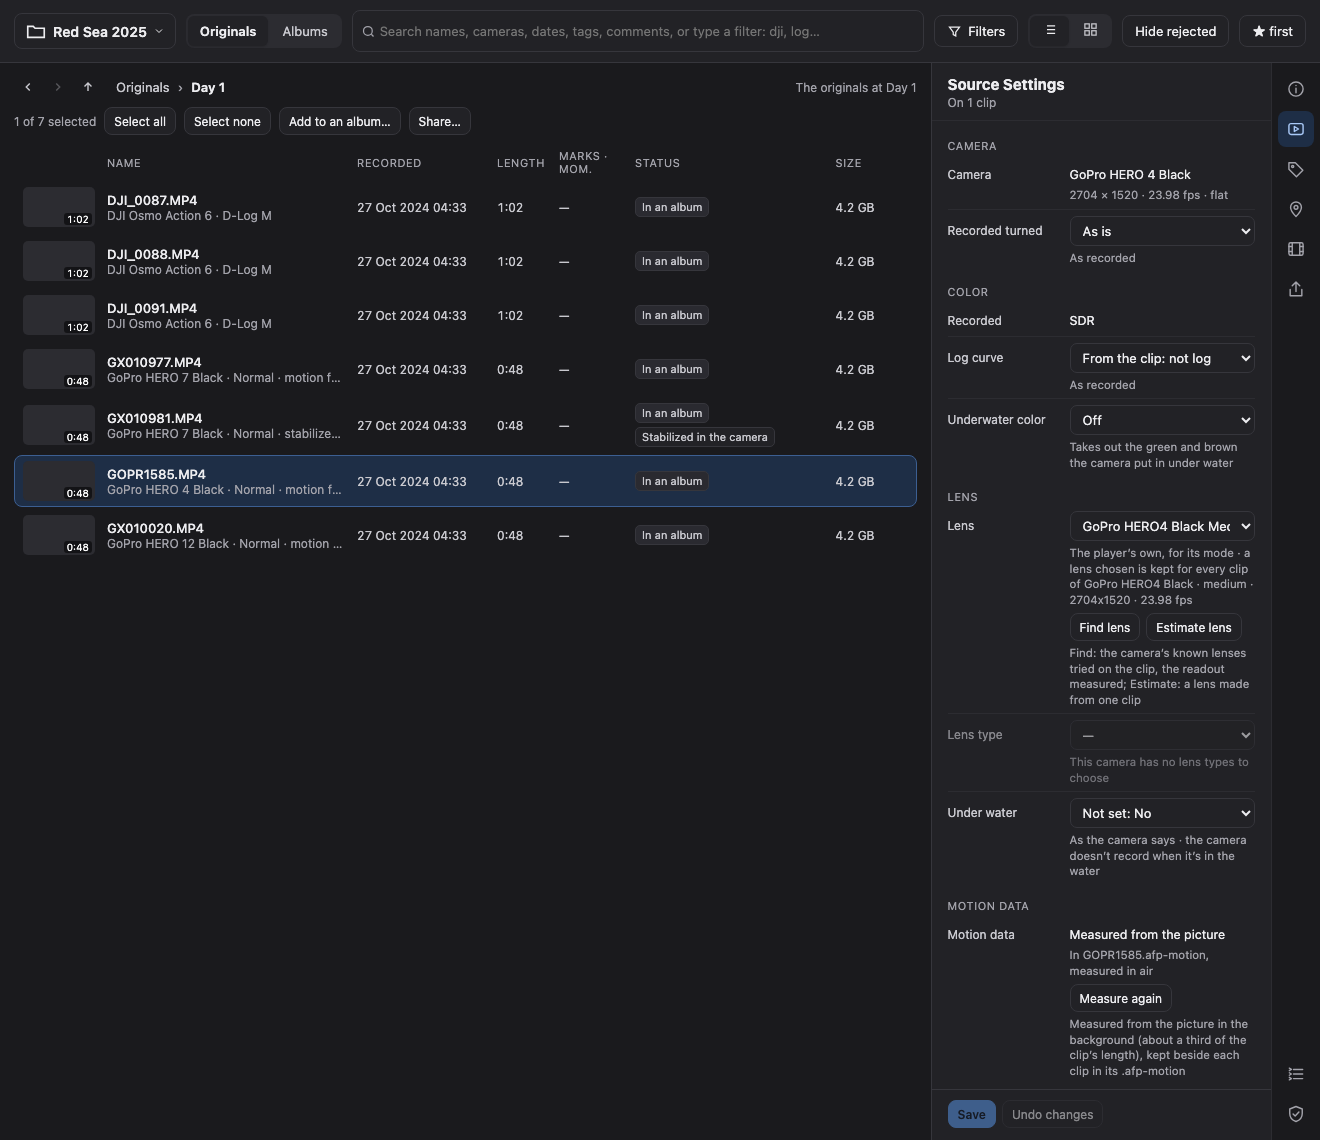 Red Sea 2025
Originals
Albums
Search names, cameras, dates, tags, comments, or type a filter: dji, log…
Filters
Hide rejected
★ first
Originals › Day 1
The originals at Day 1
1 of 7 selected
Select all
Select none
Add to an album…
Share…
NAME
RECORDED
LENGTH
MARKS ·
MOM.
STATUS
SIZE
1:02
DJI_0087.MP4
DJI Osmo Action 6 · D-Log M
27 Oct 2024 04:33
1:02
—
In an album
4.2 GB
1:02
DJI_0088.MP4
DJI Osmo Action 6 · D-Log M
27 Oct 2024 04:33
1:02
—
In an album
4.2 GB
1:02
DJI_0091.MP4
DJI Osmo Action 6 · D-Log M
27 Oct 2024 04:33
1:02
—
In an album
4.2 GB
0:48
GX010977.MP4
GoPro HERO 7 Black · Normal · motion f…
27 Oct 2024 04:33
0:48
—
In an album
4.2 GB
0:48
GX010981.MP4
GoPro HERO 7 Black · Normal · stabilize…
27 Oct 2024 04:33
0:48
—
In an album
Stabilized in the camera
4.2 GB
0:48
GOPR1585.MP4
GoPro HERO 4 Black · Normal · motion f…
27 Oct 2024 04:33
0:48
—
In an album
4.2 GB
0:48
GX010020.MP4
GoPro HERO 12 Black · Normal · motion …
27 Oct 2024 04:33
0:48
—
In an album
4.2 GB
Source Settings
On 1 clip
CAMERA
Camera
GoPro HERO 4 Black
2704 × 1520 · 23.98 fps · flat
Recorded turned
As is
As recorded
COLOR
Recorded
SDR
Log curve
From the clip: not log
As recorded
Underwater color
Off
Takes out the green and brown
the camera put in under water
LENS
Lens
GoPro HERO4 Black Mec
The player's own, for its mode · a
lens chosen is kept for every clip
of GoPro HERO4 Black · medium ·
2704x1520 · 23.98 fps
Find lens
Estimate lens
Find: the camera's known lenses
tried on the clip, the readout
measured; Estimate: a lens made
from one clip
Lens type
—
This camera has no lens types to
choose
Under water
Not set: No
As the camera says · the camera
doesn't record when it's in the
water
MOTION DATA
Motion data
Measured from the picture
In GOPR1585.afp-motion,
measured in air
Measure again
Measured from the picture in the
background (about a third of the
clip's length), kept beside each
clip in its .afp-motion
Save
Undo changes